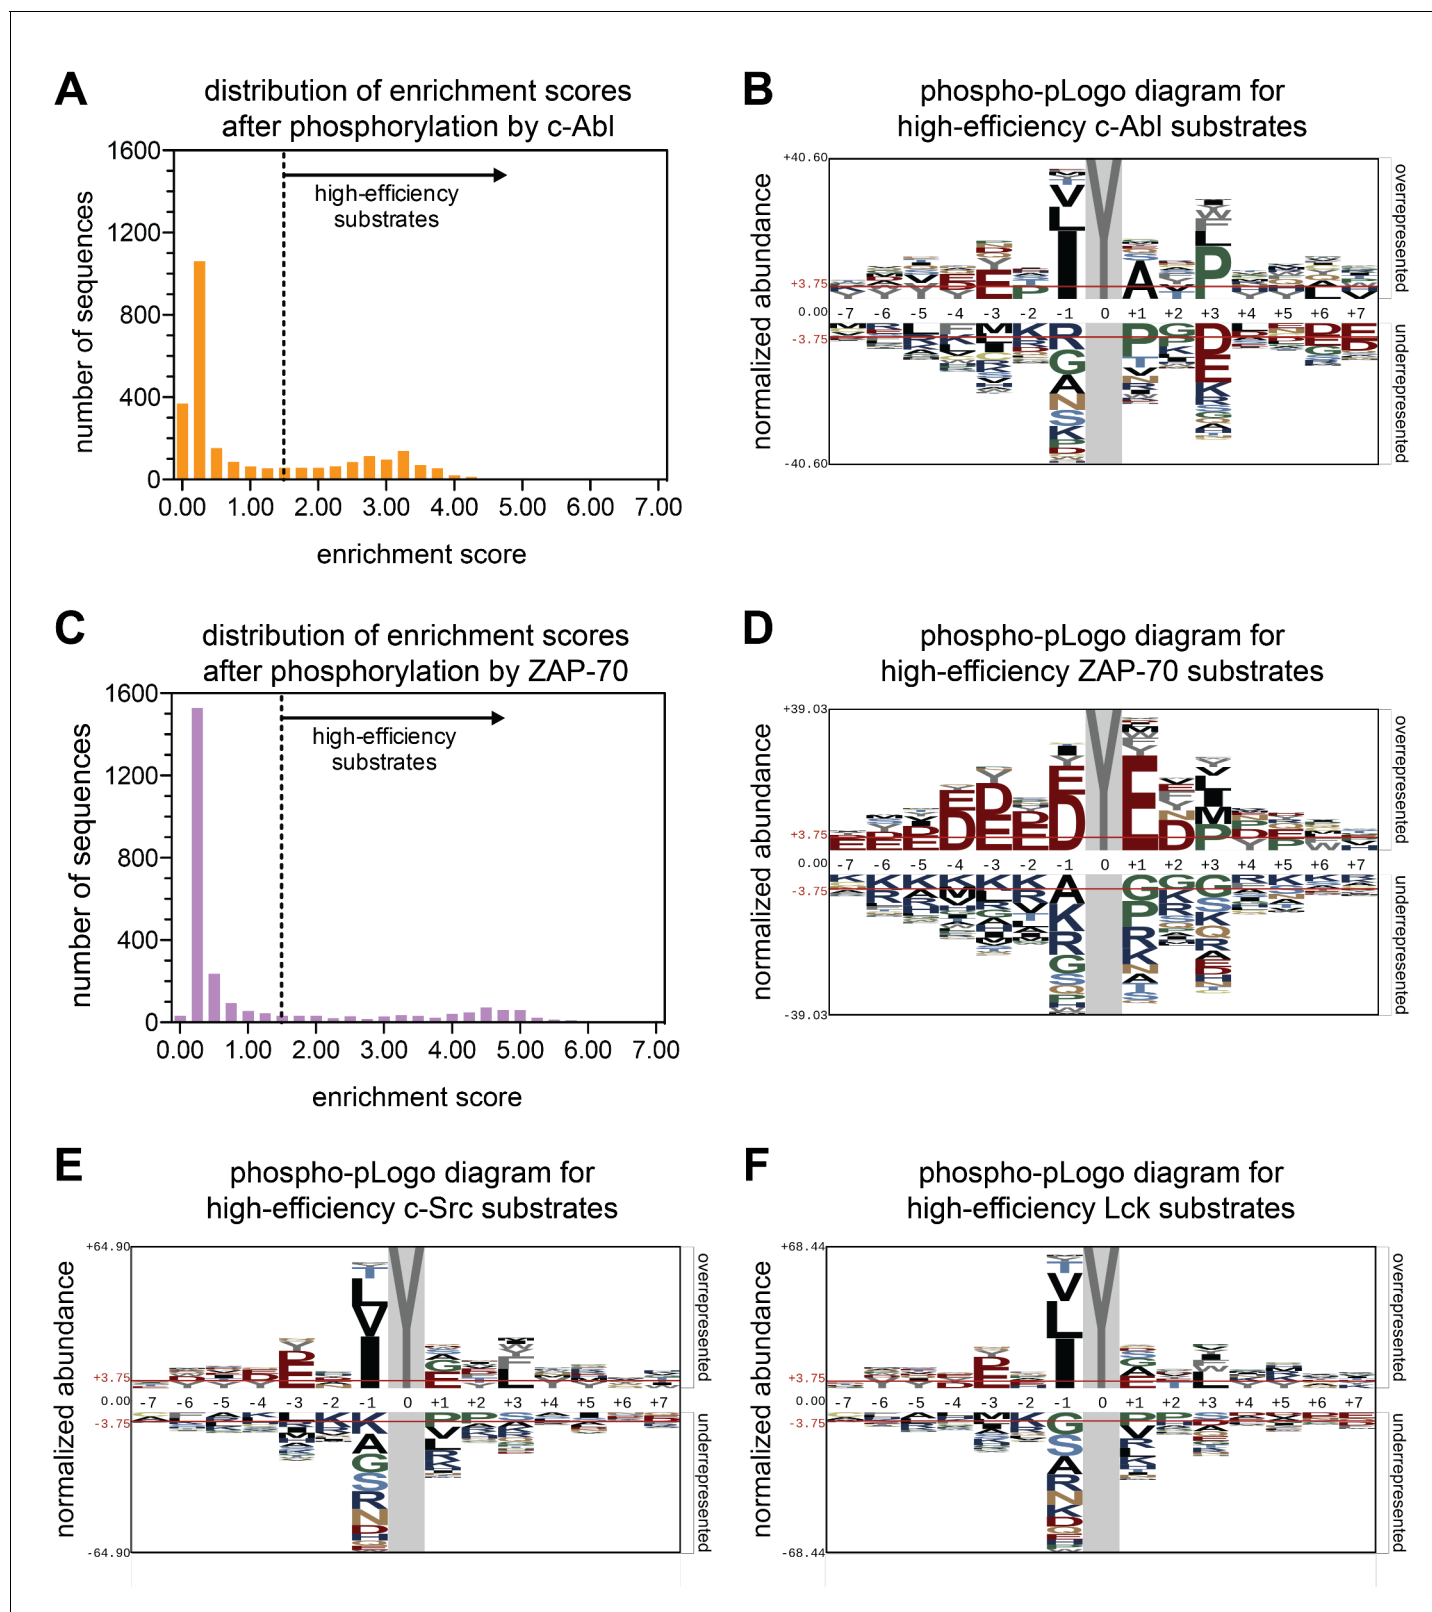 A
distribution of enrichment scores
after phosphorylation by c-Abl
1600
1200
800
400
0
number of sequences
high-efficiency
substrates
0.00 1.00 2.00 3.00 4.00 5.00 6.00 7.00
enrichment score
B
phospho-pLogo diagram for
high-efficiency c-Abl substrates
normalized abundance
+40.60
+3.75
0.00
-3.75
-40.60
-7 -6 -5 -4 -3 -2 -1 0 +1 +2 +3 +4 +5 +6 +7
overrepresented
underrepresented
C
distribution of enrichment scores
after phosphorylation by ZAP-70
1600
1200
800
400
0
number of sequences
high-efficiency
substrates
0.00 1.00 2.00 3.00 4.00 5.00 6.00 7.00
enrichment score
D
phospho-pLogo diagram for
high-efficiency ZAP-70 substrates
normalized abundance
+39.03
+3.75
0.00
-3.75
-39.03
-7 -6 -5 -4 -3 -2 -1 0 +1 +2 +3 +4 +5 +6 +7
overrepresented
underrepresented
E
phospho-pLogo diagram for
high-efficiency c-Src substrates
normalized abundance
+64.90
+3.75
0.00
-3.75
-64.90
-7 -6 -5 -4 -3 -2 -1 0 +1 +2 +3 +4 +5 +6 +7
overrepresented
underrepresented
F
phospho-pLogo diagram for
high-efficiency Lck substrates
normalized abundance
+68.44
+3.75
0.00
-3.75
-68.44
-7 -6 -5 -4 -3 -2 -1 0 +1 +2 +3 +4 +5 +6 +7
overrepresented
underrepresented